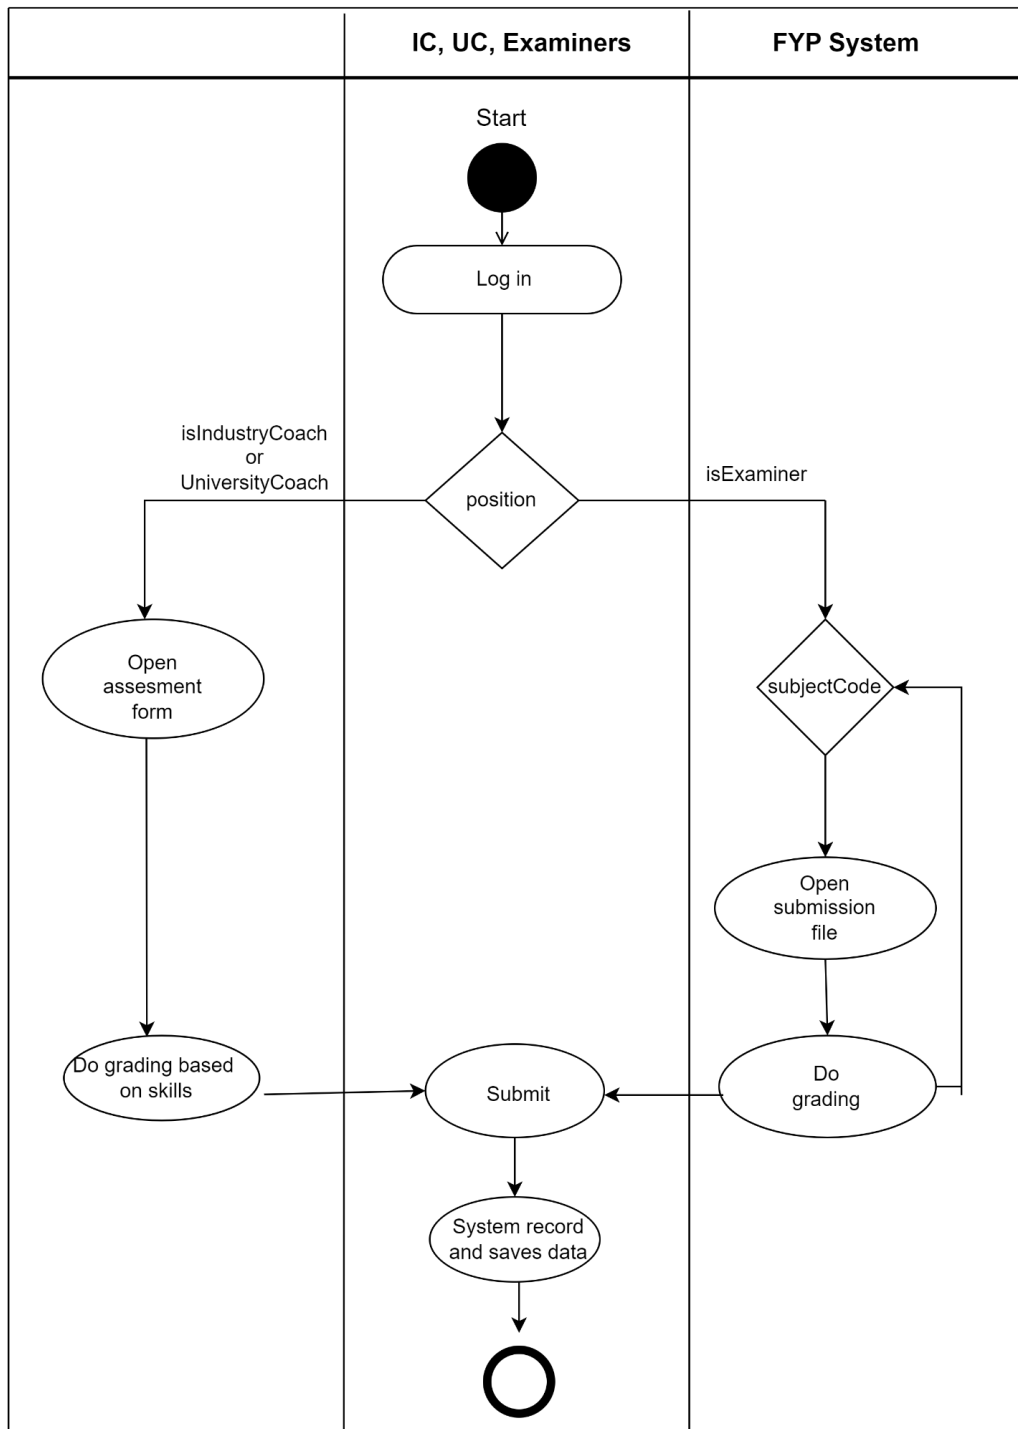 IC, UC, Examiners
FYP System
Start
Log in
isIndustryCoach
or
UniversityCoach
position
isExaminer
Open
assesment
form
subjectCode
Open
submission
file
Do grading based
on skills
Submit
Do
grading
System record
and saves data